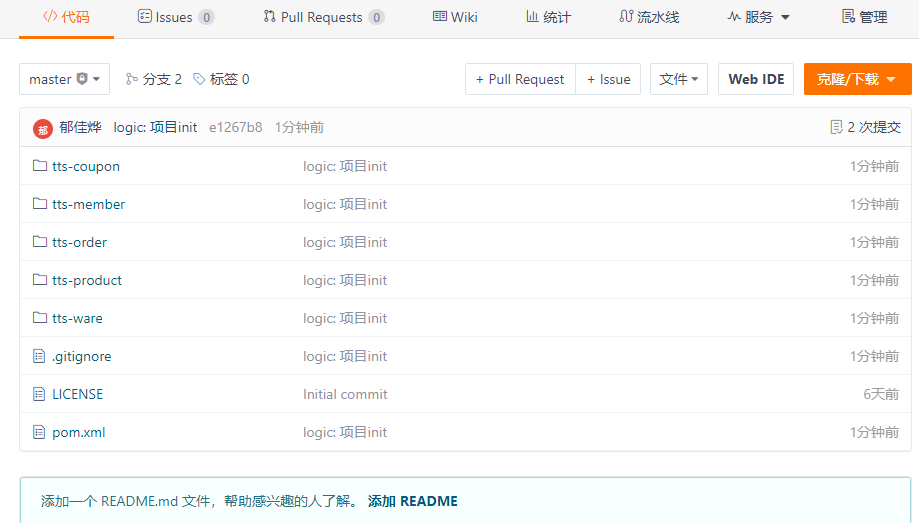 代码 Issues 0 Pull Requests 0 Wiki 统计 流水线 服务 管理
master 分支 2 标签 0 + Pull Request + Issue 文件 Web IDE 克隆/下载
郁 郁佳烨 logic: 项目init e1267b8 1分钟前 2 次提交
tts-coupon logic: 项目init 1分钟前
tts-member logic: 项目init 1分钟前
tts-order logic: 项目init 1分钟前
tts-product logic: 项目init 1分钟前
tts-ware logic: 项目init 1分钟前
.gitignore logic: 项目init 1分钟前
LICENSE Initial commit 6天前
pom.xml logic: 项目init 1分钟前
添加一个 README.md 文件，帮助感兴趣的人了解。 添加 README